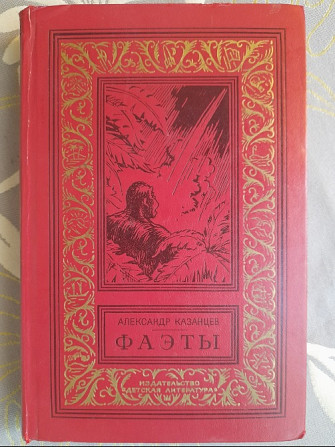 АЛЕКСАНДР КАЗАНЦЕВ
ФАЭТЫ
ИЗДАТЕЛЬСТВО
"ДЕТСКАЯ ЛИТЕРАТУРА"